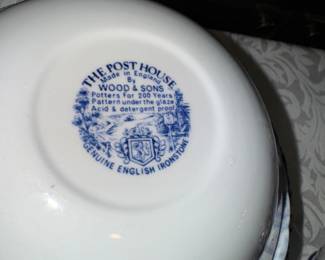 THE POST HOUSE
Made in England
By
WOOD & SONS
Potters for 200 Years
Pattern under the glaze
Acid & detergent proof
GENUINE ENGLISH IRONSTONE